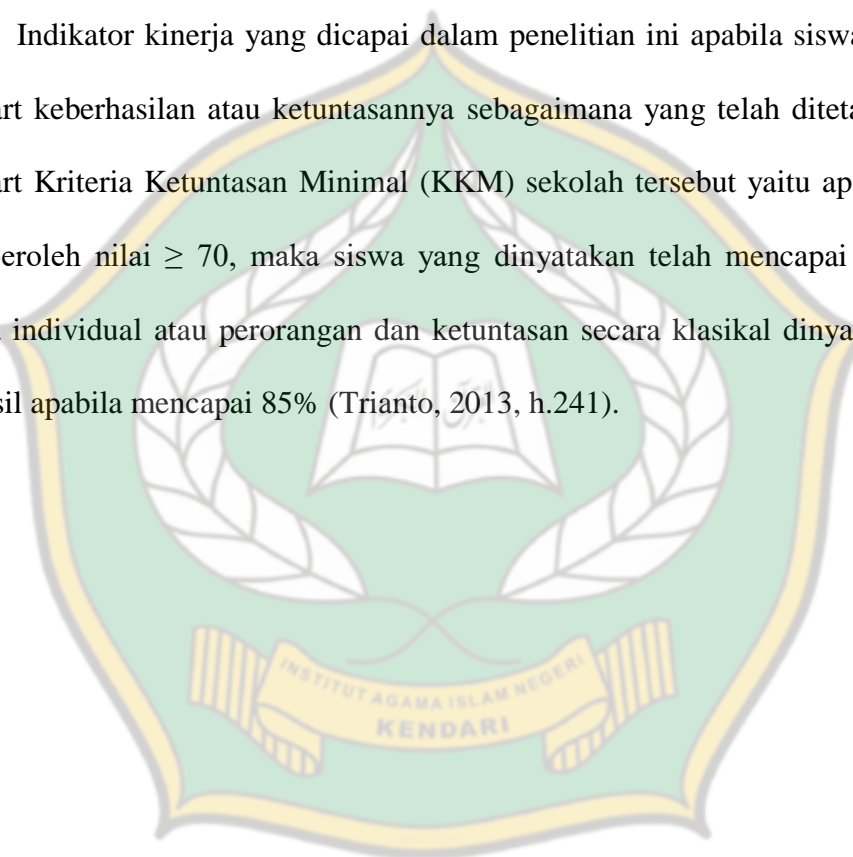 Indikator kinerja yang dicapai dalam penelitian ini apabila siswa
art keberhasilan atau ketuntasannya sebagaimana yang telah diteta
art Kriteria Ketuntasan Minimal (KKM) sekolah tersebut yaitu ap
eroleh nilai ≥ 70, maka siswa yang dinyatakan telah mencapai
individual atau perorangan dan ketuntasan secara klasikal dinya
sil apabila mencapai 85% (Trianto, 2013, h.241).
INSTITUT AGAMA ISLAM NEGERI
KENDARI